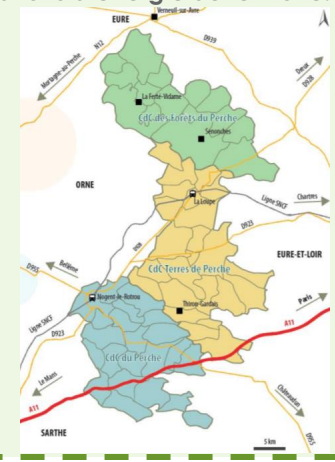 EURE
Verneuil-sur-Avre
D939
N12
Mortagne-au-Perche
Dreux
D928
La Ferté-Vidame
CdC des Forêts du Perche
Senonches
ORNE
La Loupe
Ligne SNCF
Chartres
D923
EURE-ET-LOIR
CdC Terres de Perche
D955
Bellême
Paris
Nogent-le-Rotrou
Thiron-Gardais
A11
Ligne SNCF
D923
CdC du Perche
Le Mans
A11
Châteaudun
SARTHE
D955
5 km